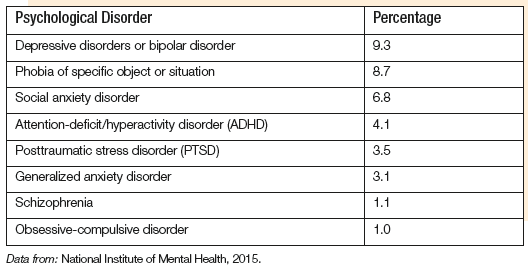 Psychological Disorder Percentage
Depressive disorders or bipolar disorder 9.3
Phobia of specific object or situation 8.7
Social anxiety disorder 6.8
Attention-deficit/hyperactivity disorder (ADHD) 4.1
Posttraumatic stress disorder (PTSD) 3.5
Generalized anxiety disorder 3.1
Schizophrenia 1.1
Obsessive-compulsive disorder 1.0
Data from: National Institute of Mental Health, 2015.